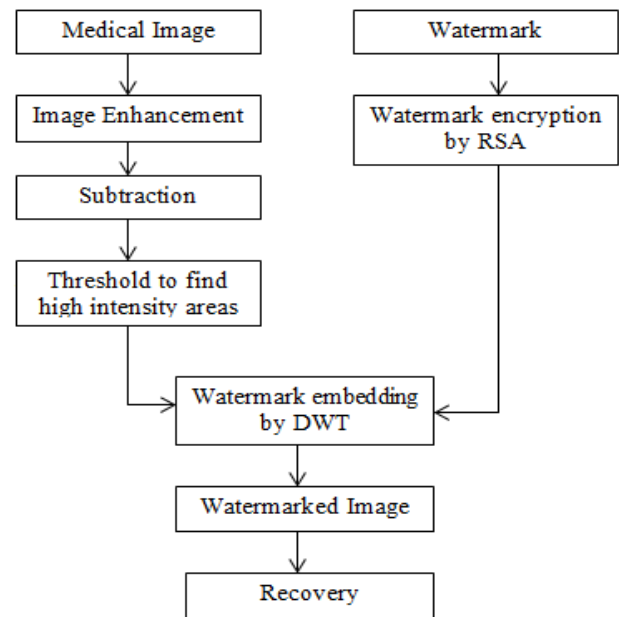 Medical Image
Watermark
Image Enhancement
Watermark encryption
by RSA
Subtraction
Threshold to find
high intensity areas
Watermark embedding
by DWT
Watermarked Image
Recovery